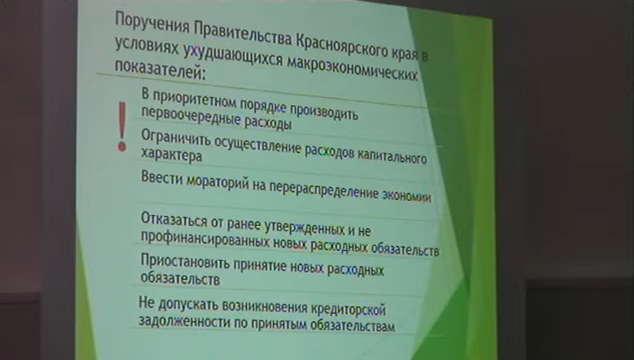 Поручения Правительства Красноярского края в
условиях ухудшающихся макроэкономических
показателей:
!
В приоритетном порядке производить
первоочередные расходы
Ограничить осуществление расходов капитального
характера
Ввести мораторий на перераспределение экономии
Отказаться от ранее утвержденных и не
профинансированных новых расходных обязательств
Приостановить принятие новых расходных
обязательств
Не допускать возникновения кредиторской
задолженности по принятым обязательствам